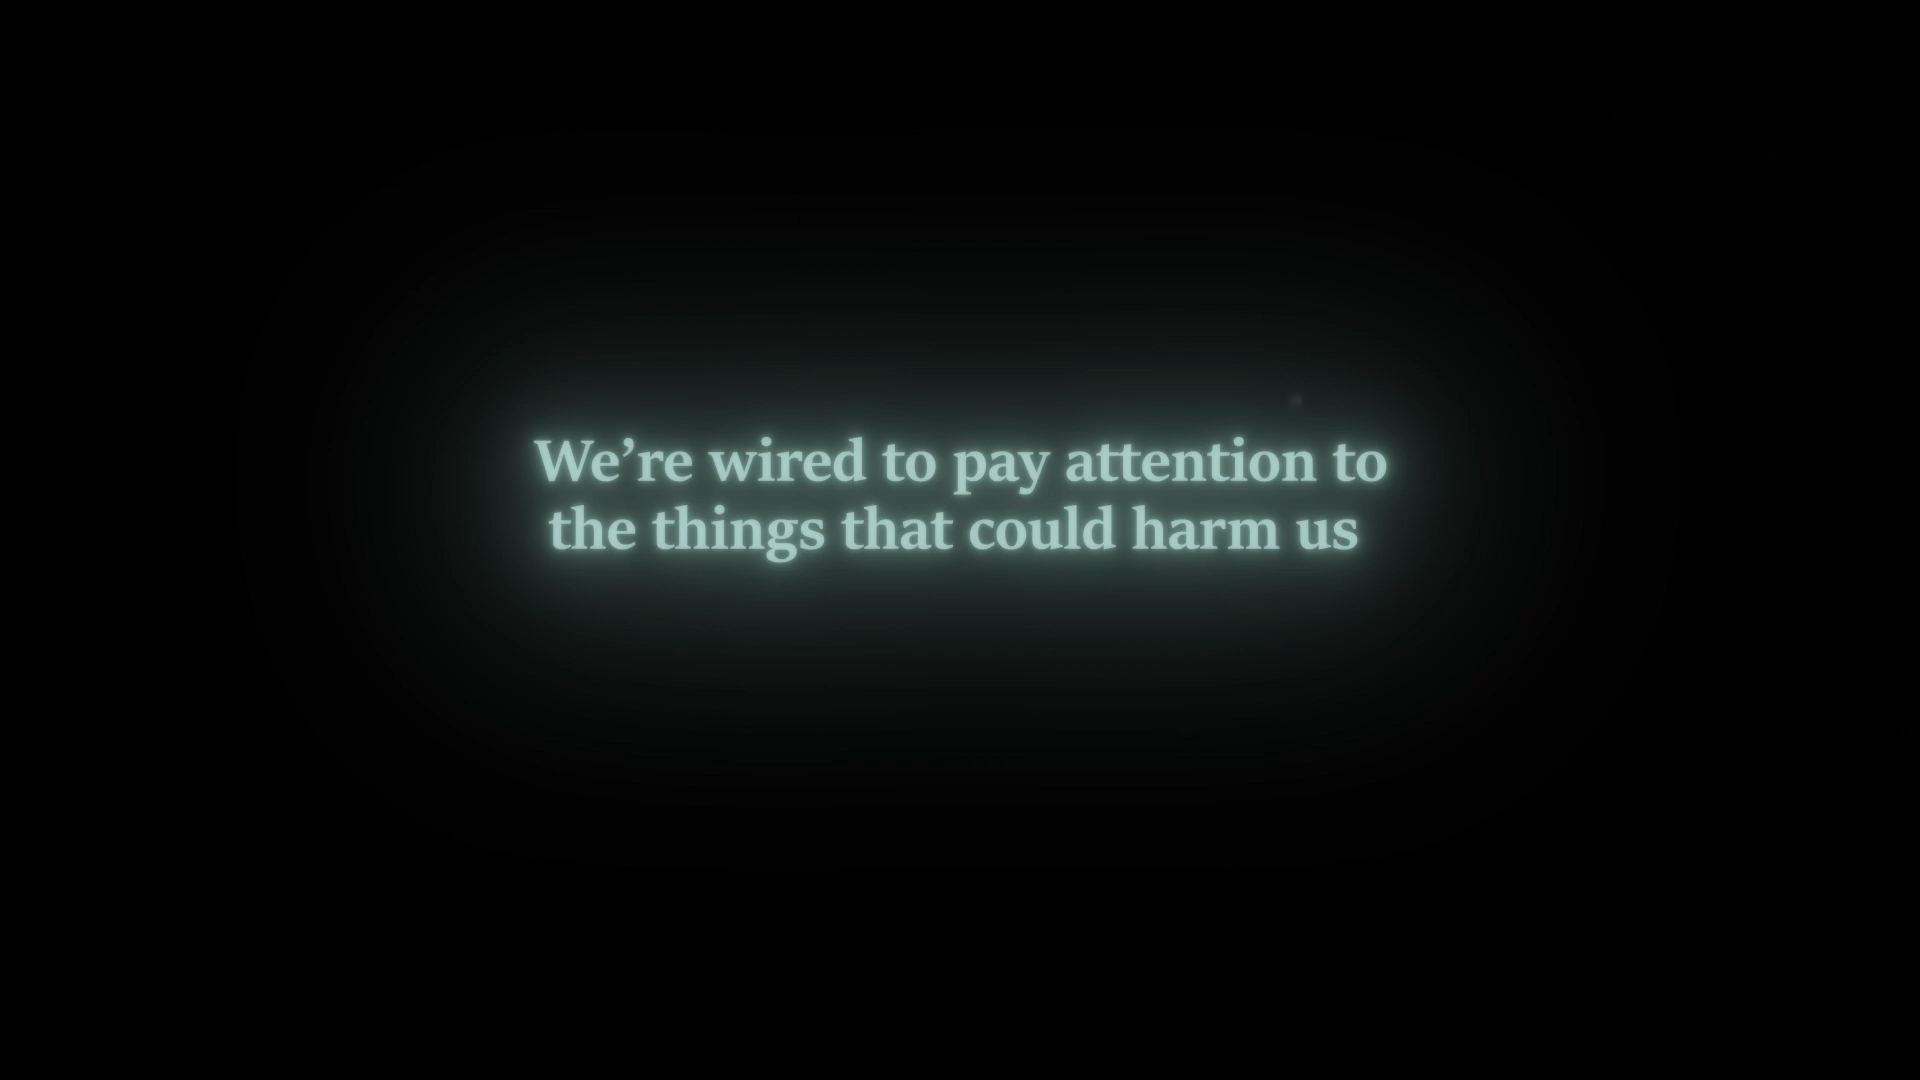 We’re wired to pay attention to
the things that could harm us